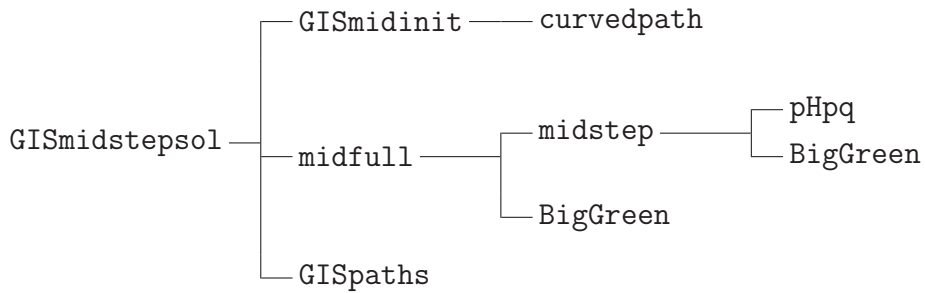 GISmidstepsol
GISmidinit
curvedpath
midfull
midstep
pHpq
BigGreen
BigGreen
GISpaths